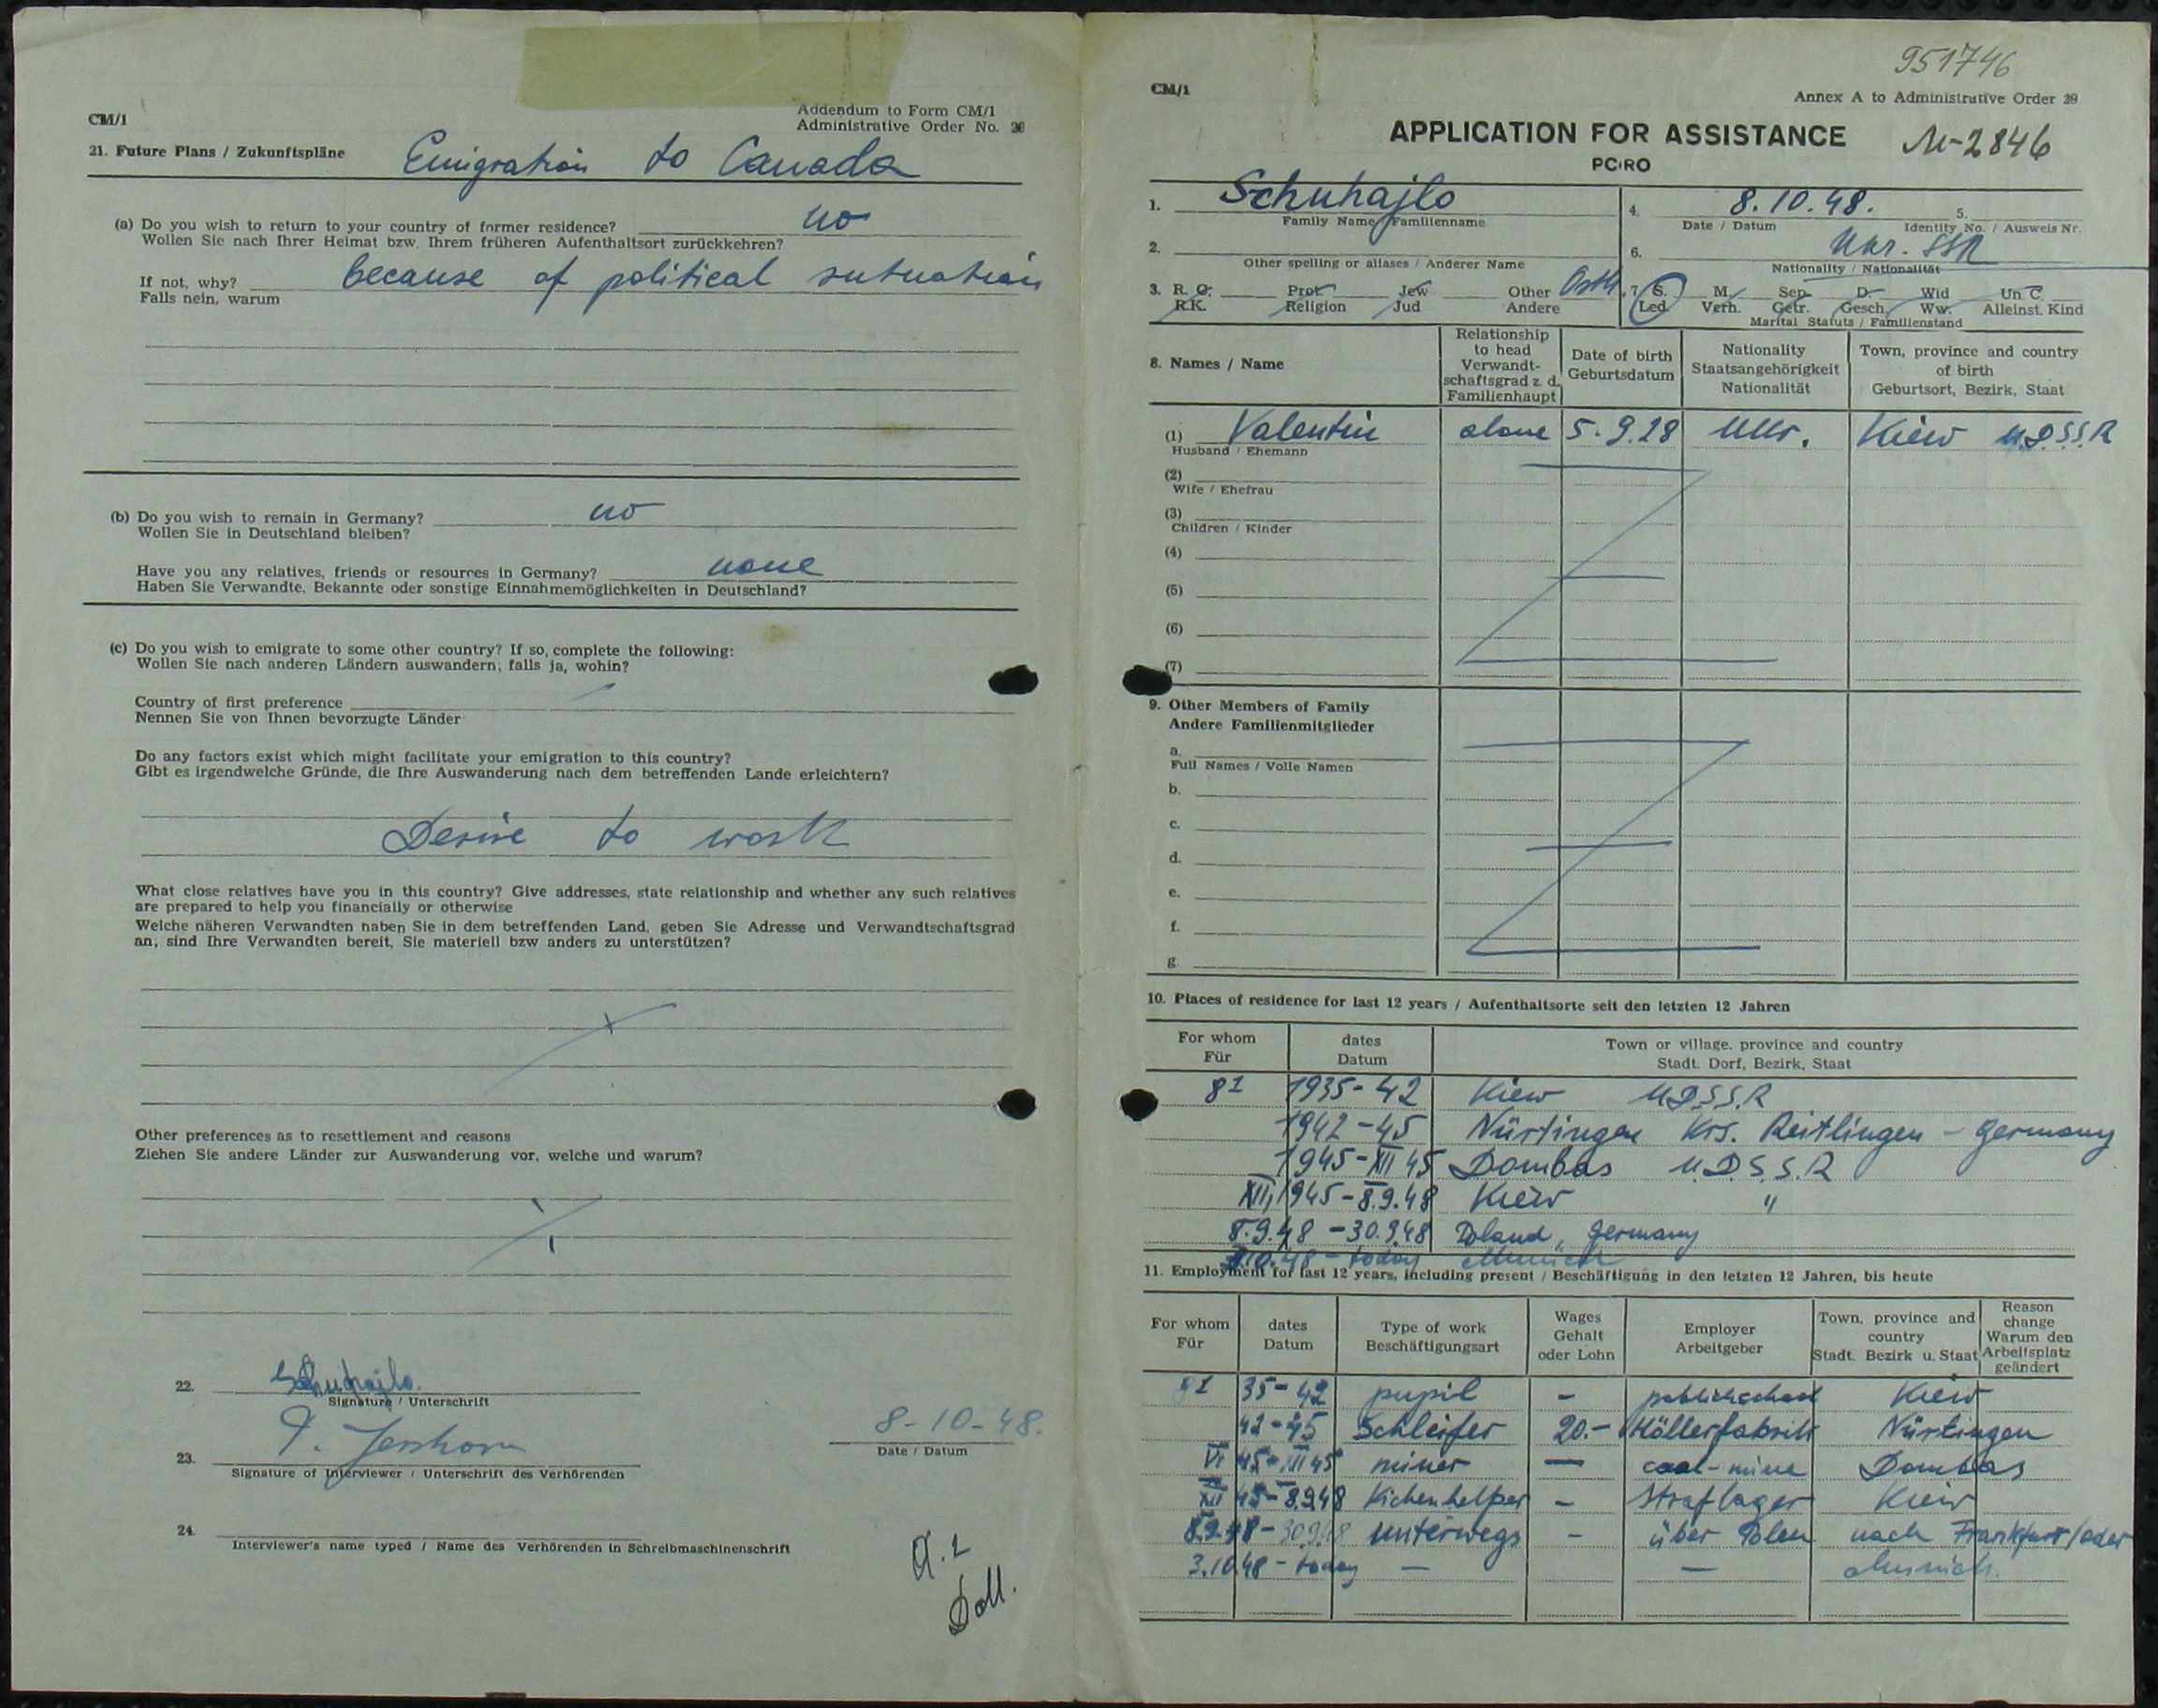 CM/1
Addendum to Form CM/1
Administrative Order No. 29
21. Future Plans / Zukunftspläne Emigration to Canada
(a) Do you wish to return to your country of former residence? no
Wollen Sie nach Ihrer Heimat bzw. Ihrem früheren Aufenthaltsort zurückkehren?
If not, why? because of political sutuation
Falls nein, warum
(b) Do you wish to remain in Germany? no
Wollen Sie in Deutschland bleiben?
Have you any relatives, friends or resources in Germany? none
Haben Sie Verwandte, Bekannte oder sonstige Einnahmemöglichkeiten in Deutschland?
(c) Do you wish to emigrate to some other country? If so, complete the following:
Wollen Sie nach anderen Ländern auswandern; falls ja, wohin?
Country of first preference
Nennen Sie von Ihnen bevorzugte Länder
Do any factors exist which might facilitate your emigration to this country?
Gibt es irgendwelche Gründe, die Ihre Auswanderung nach dem betreffenden Lande erleichtern?
Desire to work
What close relatives have you in this country? Give addresses, state relationship and whether any such relatives
are prepared to help you financially or otherwise
Welche näheren Verwandten haben Sie in dem betreffenden Land, geben Sie Adresse und Verwandtschaftsgrad
an; sind Ihre Verwandten bereit, Sie materiell bzw anders zu unterstützen?
Other preferences as to resettlement and reasons
Ziehen Sie andere Länder zur Auswanderung vor, welche und warum?
22. Schuhajlo.
Signature / Unterschrift
8-10-48.
Date / Datum
23.
Signature of Interviewer / Unterschrift des Verhörenden
24.
Interviewer's name typed / Name des Verhörenden in Schreibmaschinenschrift
951746
CM/1
Annex A to Administrative Order 29
APPLICATION FOR ASSISTANCE M-2846
PCIRO
1. Schuhajlo
Family Name / Familienname
4. 8.10.48.
Date / Datum
5.
Identity No. / Ausweis Nr.
2.
Other spelling or aliases / Anderer Name
6. Ukr. SSR
Nationality / Nationalität
3. R. C. Prot Jew Other Orth. 7. S. M. Sep. D. Wid Un C.
R.K. Religion Jud Andere Led. Verh. Getr. Gesch. Ww. Alleinst. Kind
Marital Statuts / Familienstand
8. Names / Name
Relationship to head Verwandt-schaftsgrad z. d. Familienhaupt
Date of birth Geburtsdatum
Nationality Staatsangehörigkeit Nationalität
Town, province and country of birth Geburtsort, Bezirk, Staat
(1) Valentin alone 5.9.28 Ukr. Kiew U.d.S.S.R
Husband / Ehemann
(2)
Wife / Ehefrau
(3)
Children / Kinder
(4)
(5)
(6)
(7)
9. Other Members of Family
Andere Familienmitglieder
a.
Full Names / Volle Namen
b.
c.
d.
e.
f.
g
10. Places of residence for last 12 years / Aufenthaltsorte seit den letzten 12 Jahren
For whom Für
dates Datum
Town or village, province and country
Stadt. Dorf, Bezirk, Staat
81 1935-42 Kiew UDSSR
1942-45 Nürtingen Krs. Reitlingen - Germany
1945-XII 45 Dombas U.D.S.S.R
XII, 1945-8.9.48 Kiew "
8.9.48 - 30.9.48 Poland, Germany
3.10.48 - today Munich
11. Employment for last 12 years, including present / Beschäftigung in den letzten 12 Jahren, bis heute
For whom Für
dates Datum
Type of work Beschäftigungsart
Wages Gehalt oder Lohn
Employer Arbeitgeber
Town, province and country Stadt. Bezirk u. Staat
Reason change Warum den Arbeitsplatz geändert
81 35-42 pupil - publicschool Kiew
42-45 Schleifer 20.- Möllerfabrik Nürtingen
VI 45-XII 45 miner — coal-mine Dombas
XII 45-8.9.48 Kichenhelper - Straflager Kiew
8.9.48-30.9.48 unterwegs - über Polen nach Frankfurt/oder
3.10.48 - today — — Munich.